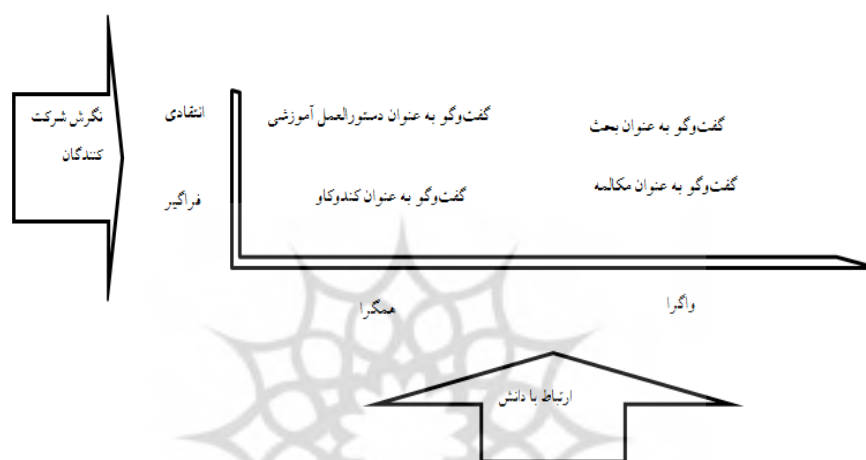 نگرش شرکت
کنندگان
انتقادی
گفت‌وگو به عنوان دستورالعمل آموزشی
گفت‌وگو به عنوان بحث
فراگیر
گفت‌وگو به عنوان کندوکاو
گفت‌وگو به عنوان مکالمه
همگرا
واگرا
ارتباط با دانش